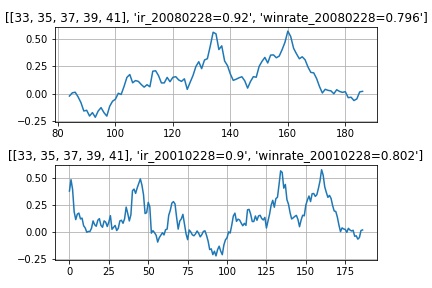 [[33, 35, 37, 39, 41], 'ir_20080228=0.92', 'winrate_20080228=0.796']
0.50
0.25
0.00
−0.25
80 100 120 140 160 180
[[33, 35, 37, 39, 41], 'ir_20010228=0.9', 'winrate_20010228=0.802']
0.50
0.25
0.00
−0.25
0 25 50 75 100 125 150 175